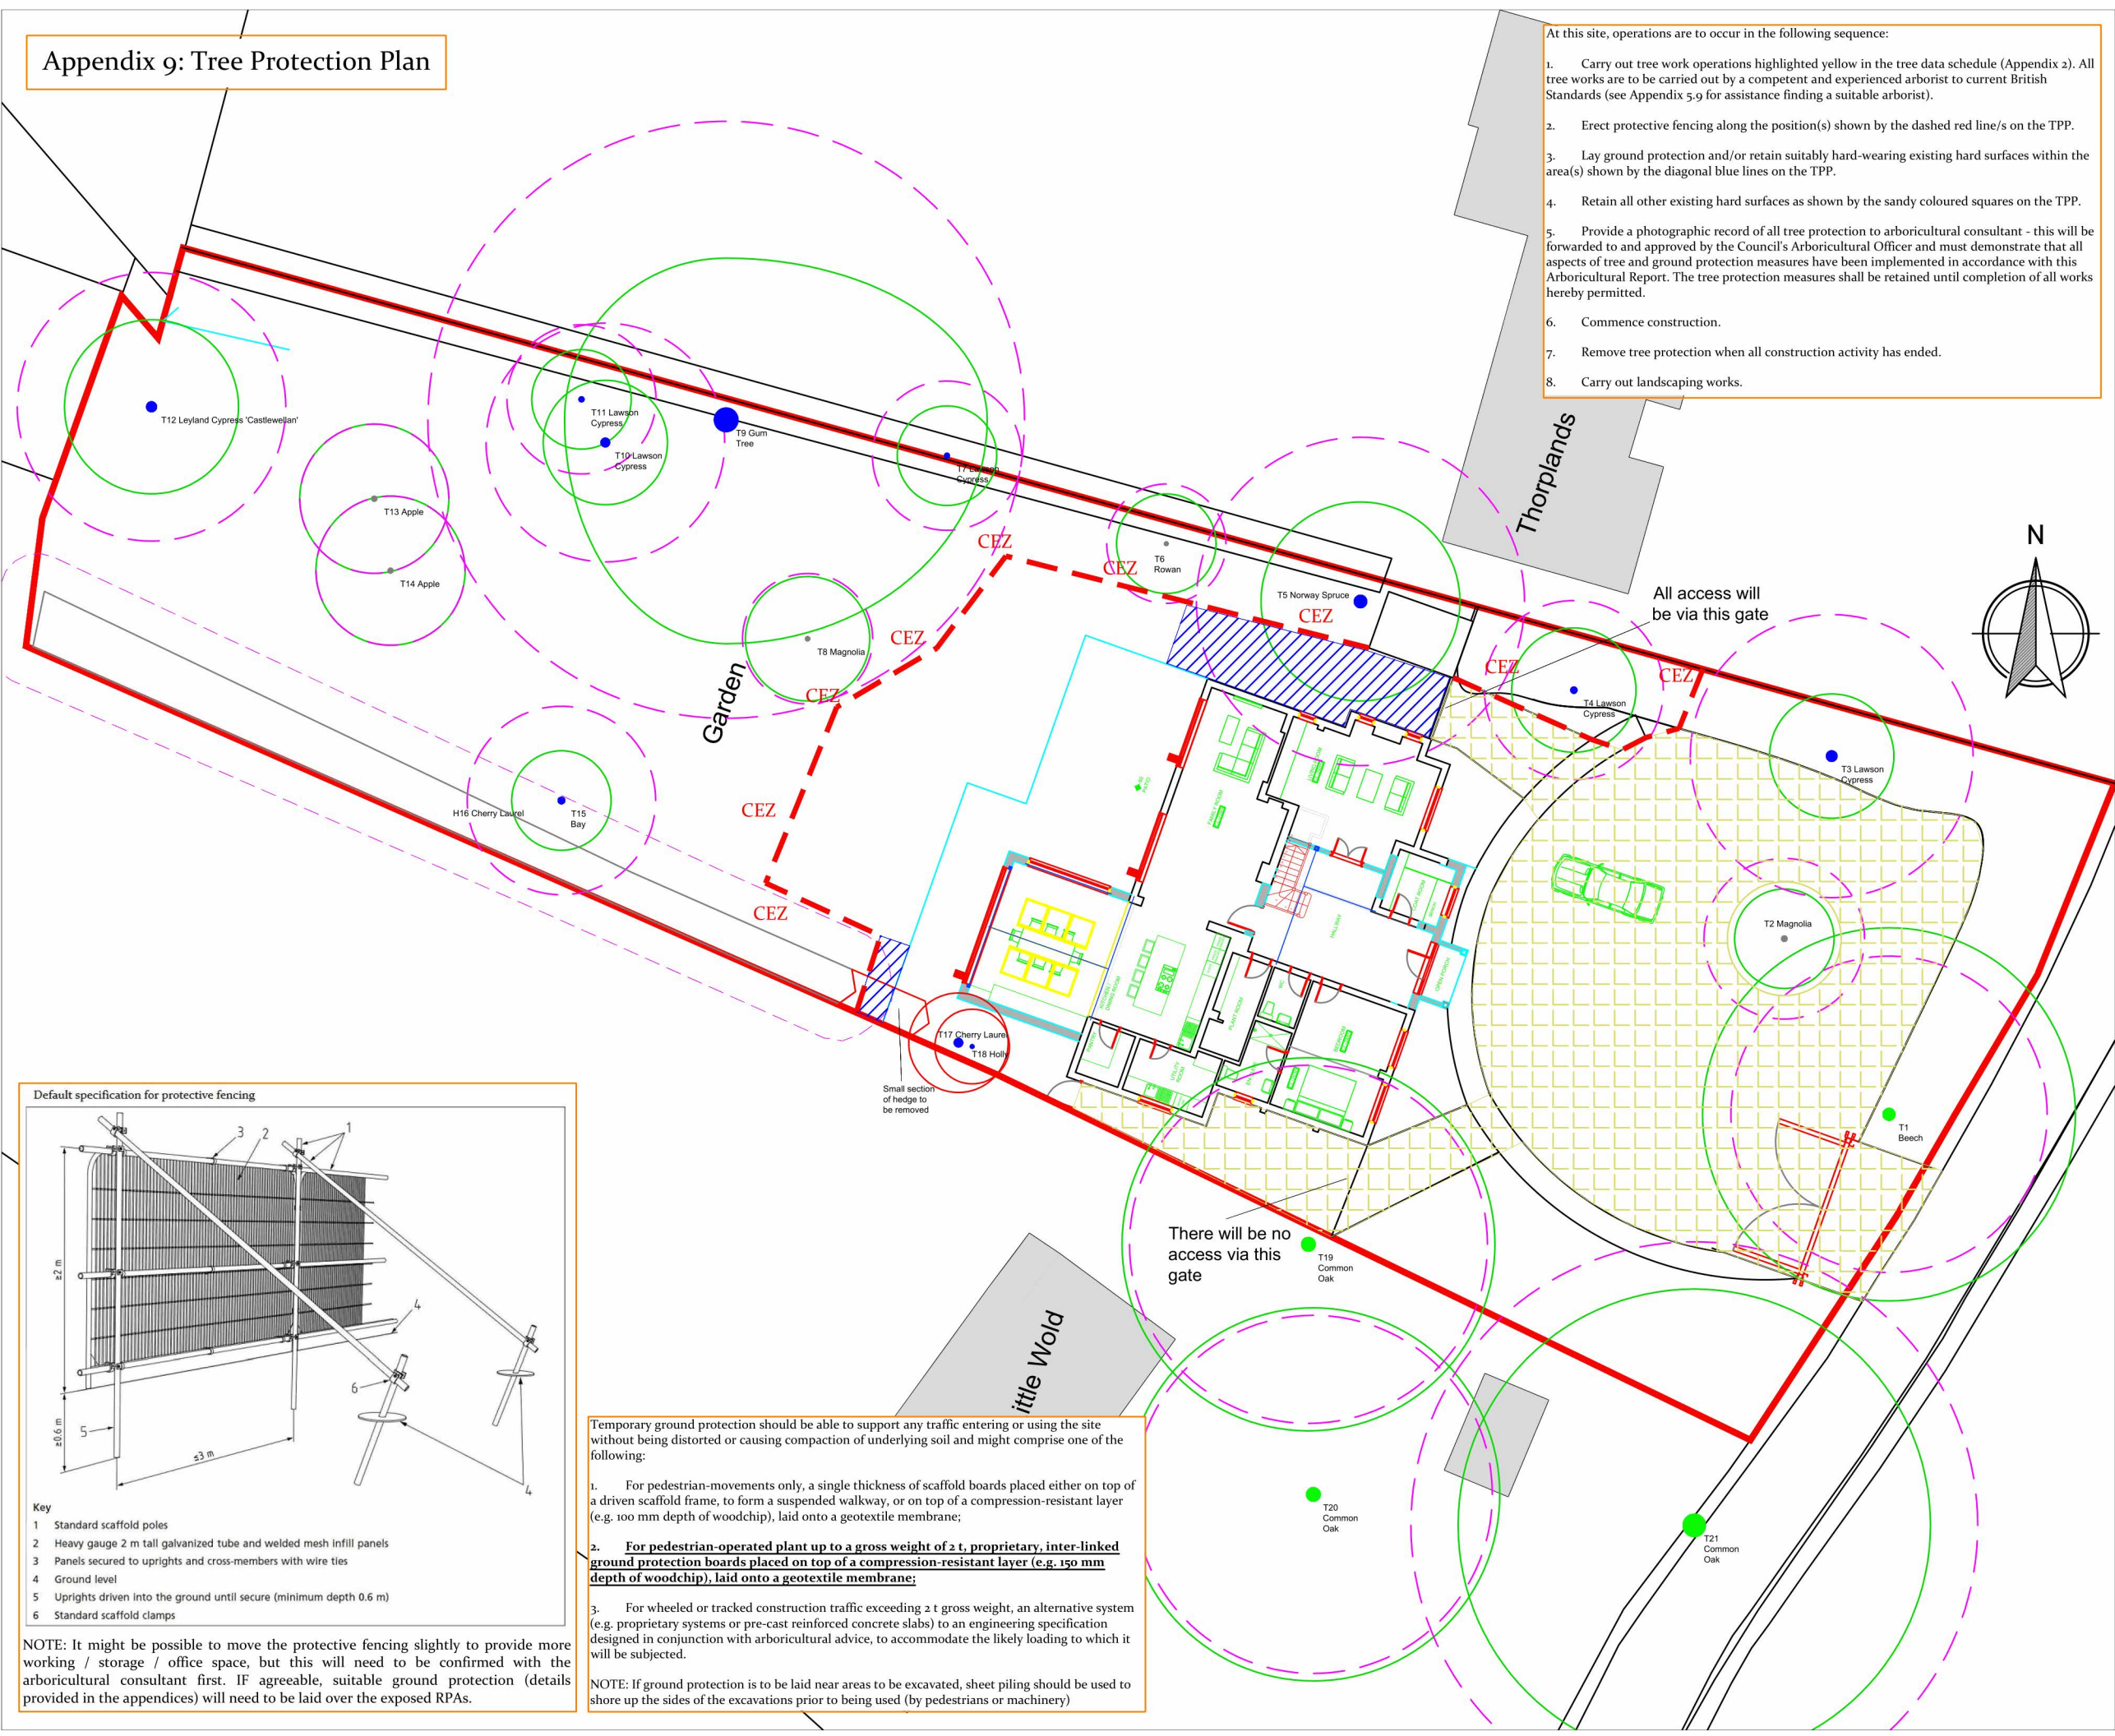 Appendix 9: Tree Protection Plan
At this site, operations are to occur in the following sequence:
1. Carry out tree work operations highlighted yellow in the tree data schedule (Appendix 2). All
tree works are to be carried out by a competent and experienced arborist to current British
Standards (see Appendix 5.9 for assistance finding a suitable arborist).
2. Erect protective fencing along the position(s) shown by the dashed red line/s on the TPP.
3. Lay ground protection and/or retain suitably hard-wearing existing hard surfaces within the
area(s) shown by the diagonal blue lines on the TPP.
4. Retain all other existing hard surfaces as shown by the sandy coloured squares on the TPP.
5. Provide a photographic record of all tree protection to arboricultural consultant - this will be
forwarded to and approved by the Council's Arboricultural Officer and must demonstrate that all
aspects of tree and ground protection measures have been implemented in accordance with this
Arboricultural Report. The tree protection measures shall be retained until completion of all works
hereby permitted.
6. Commence construction.
7. Remove tree protection when all construction activity has ended.
8. Carry out landscaping works.
Thorplands
N
All access will
be via this gate
T12 Leyland Cypress 'Castlewellan'
T11 Lawson
Cypress
T10 Lawson
Cypress
T9 Gum
Tree
T7 Lawson
Cypress
T13 Apple
T14 Apple
CEZ
CEZ
T6
Rowan
T5 Norway Spruce
CEZ
T8 Magnolia
CEZ
CEZ
Garden
CEZ
CEZ
T4 Lawson
Cypress
T3 Lawson
Cypress
CEZ
H16 Cherry Laurel
T15
Bay
CEZ
FAMILY ROOM
T2 Magnolia
HALLWAY
OPEN PORCH
PLANT ROOM
WC
BEDROOM
UTILITY
ROOM
T17 Cherry Laurel
T18 Holly
Small section
of hedge to
be removed
T1
Beech
There will be no
access via this
gate
T19
Common
Oak
ittle Wold
T20
Common
Oak
T21
Common
Oak
Default specification for protective fencing
3
2
1
≥2 m
4
6
≥0.6 m
5
≤3 m
4
Key
1 Standard scaffold poles
2 Heavy gauge 2 m tall galvanized tube and welded mesh infill panels
3 Panels secured to uprights and cross-members with wire ties
4 Ground level
5 Uprights driven into the ground until secure (minimum depth 0.6 m)
6 Standard scaffold clamps
NOTE: It might be possible to move the protective fencing slightly to provide more
working / storage / office space, but this will need to be confirmed with the
arboricultural consultant first. IF agreeable, suitable ground protection (details
provided in the appendices) will need to be laid over the exposed RPAs.
Temporary ground protection should be able to support any traffic entering or using the site
without being distorted or causing compaction of underlying soil and might comprise one of the
following:
1. For pedestrian-movements only, a single thickness of scaffold boards placed either on top of
a driven scaffold frame, to form a suspended walkway, or on top of a compression-resistant layer
(e.g. 100 mm depth of woodchip), laid onto a geotextile membrane;
2. For pedestrian-operated plant up to a gross weight of 2 t, proprietary, inter-linked
ground protection boards placed on top of a compression-resistant layer (e.g. 150 mm
depth of woodchip), laid onto a geotextile membrane;
3. For wheeled or tracked construction traffic exceeding 2 t gross weight, an alternative system
(e.g. proprietary systems or pre-cast reinforced concrete slabs) to an engineering specification
designed in conjunction with arboricultural advice, to accommodate the likely loading to which it
will be subjected.
NOTE: If ground protection is to be laid near areas to be excavated, sheet piling should be used to
shore up the sides of the excavations prior to being used (by pedestrians or machinery)